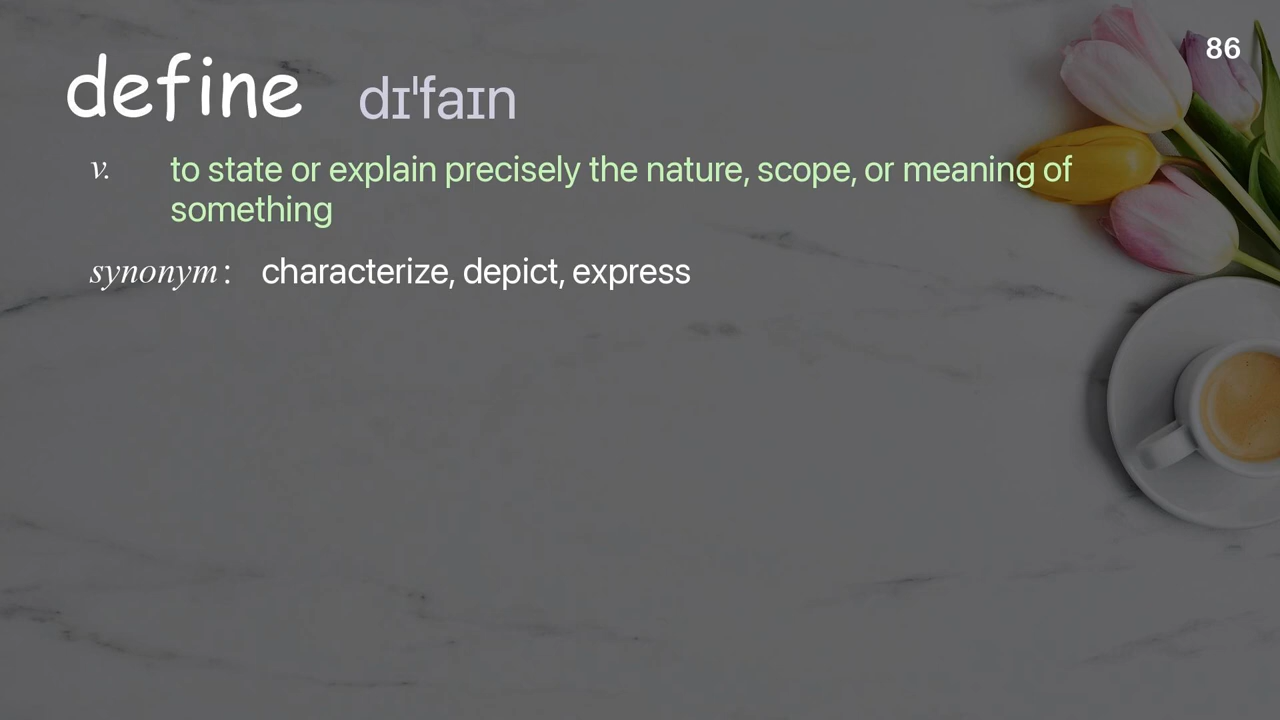 86
define dɪˈfaɪn
v. to state or explain precisely the nature, scope, or meaning of
something
synonym : characterize, depict, express